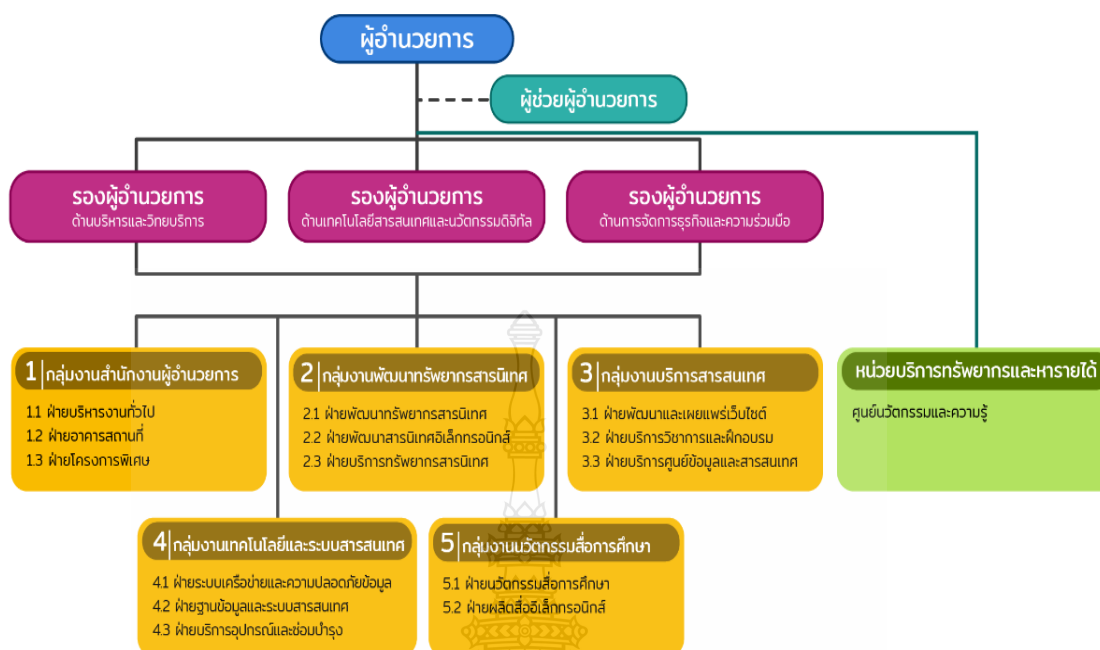 ผู้อำนวยการ
ผู้ช่วยผู้อำนวยการ
รองผู้อำนวยการ
ด้านบริหารและวิทยบริการ
รองผู้อำนวยการ
ด้านเทคโนโลยีสารสนเทศและนวัตกรรมดิจิทัล
รองผู้อำนวยการ
ด้านการจัดการธุรกิจและความร่วมมือ
1 กลุ่มงานสำนักงานผู้อำนวยการ
1.1 ฝ่ายบริหารงานทั่วไป
1.2 ฝ่ายอาคารสถานที่
1.3 ฝ่ายโครงการพิเศษ
2 กลุ่มงานพัฒนาทรัพยากรสารนิเทศ
2.1 ฝ่ายพัฒนาทรัพยากรสารนิเทศ
2.2 ฝ่ายพัฒนาสารนิเทศอิเล็กทรอนิกส์
2.3 ฝ่ายบริการทรัพยากรสารนิเทศ
3 กลุ่มงานบริการสารสนเทศ
3.1 ฝ่ายพัฒนาและเผยแพร่เว็บไซต์
3.2 ฝ่ายบริการวิชาการและฝึกอบรม
3.3 ฝ่ายบริการศูนย์ข้อมูลและสารสนเทศ
หน่วยบริการทรัพยากรและหารายได้
ศูนย์นวัตกรรมและความรู้
4 กลุ่มงานเทคโนโลยีและระบบสารสนเทศ
4.1 ฝ่ายระบบเครือข่ายและความปลอดภัยข้อมูล
4.2 ฝ่ายฐานข้อมูลและระบบสารสนเทศ
4.3 ฝ่ายบริการอุปกรณ์และซ่อมบำรุง
5 กลุ่มงานนวัตกรรมสื่อการศึกษา
5.1 ฝ่ายนวัตกรรมสื่อการศึกษา
5.2 ฝ่ายผลิตสื่ออิเล็กทรอนิกส์